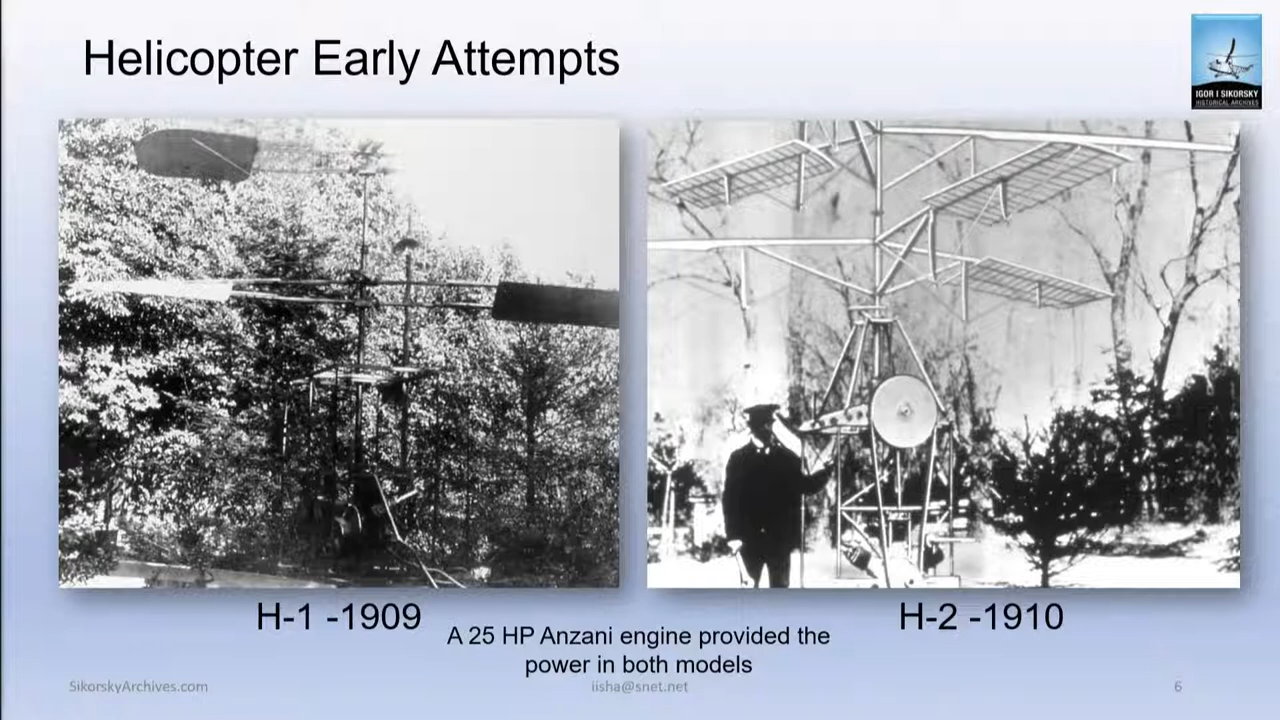 Helicopter Early Attempts
IGOR I SIKORSKY
HISTORICAL ARCHIVES
H-1 -1909
H-2 -1910
A 25 HP Anzani engine provided the
power in both models
SikorskyArchives.com
iisha@snet.net
6